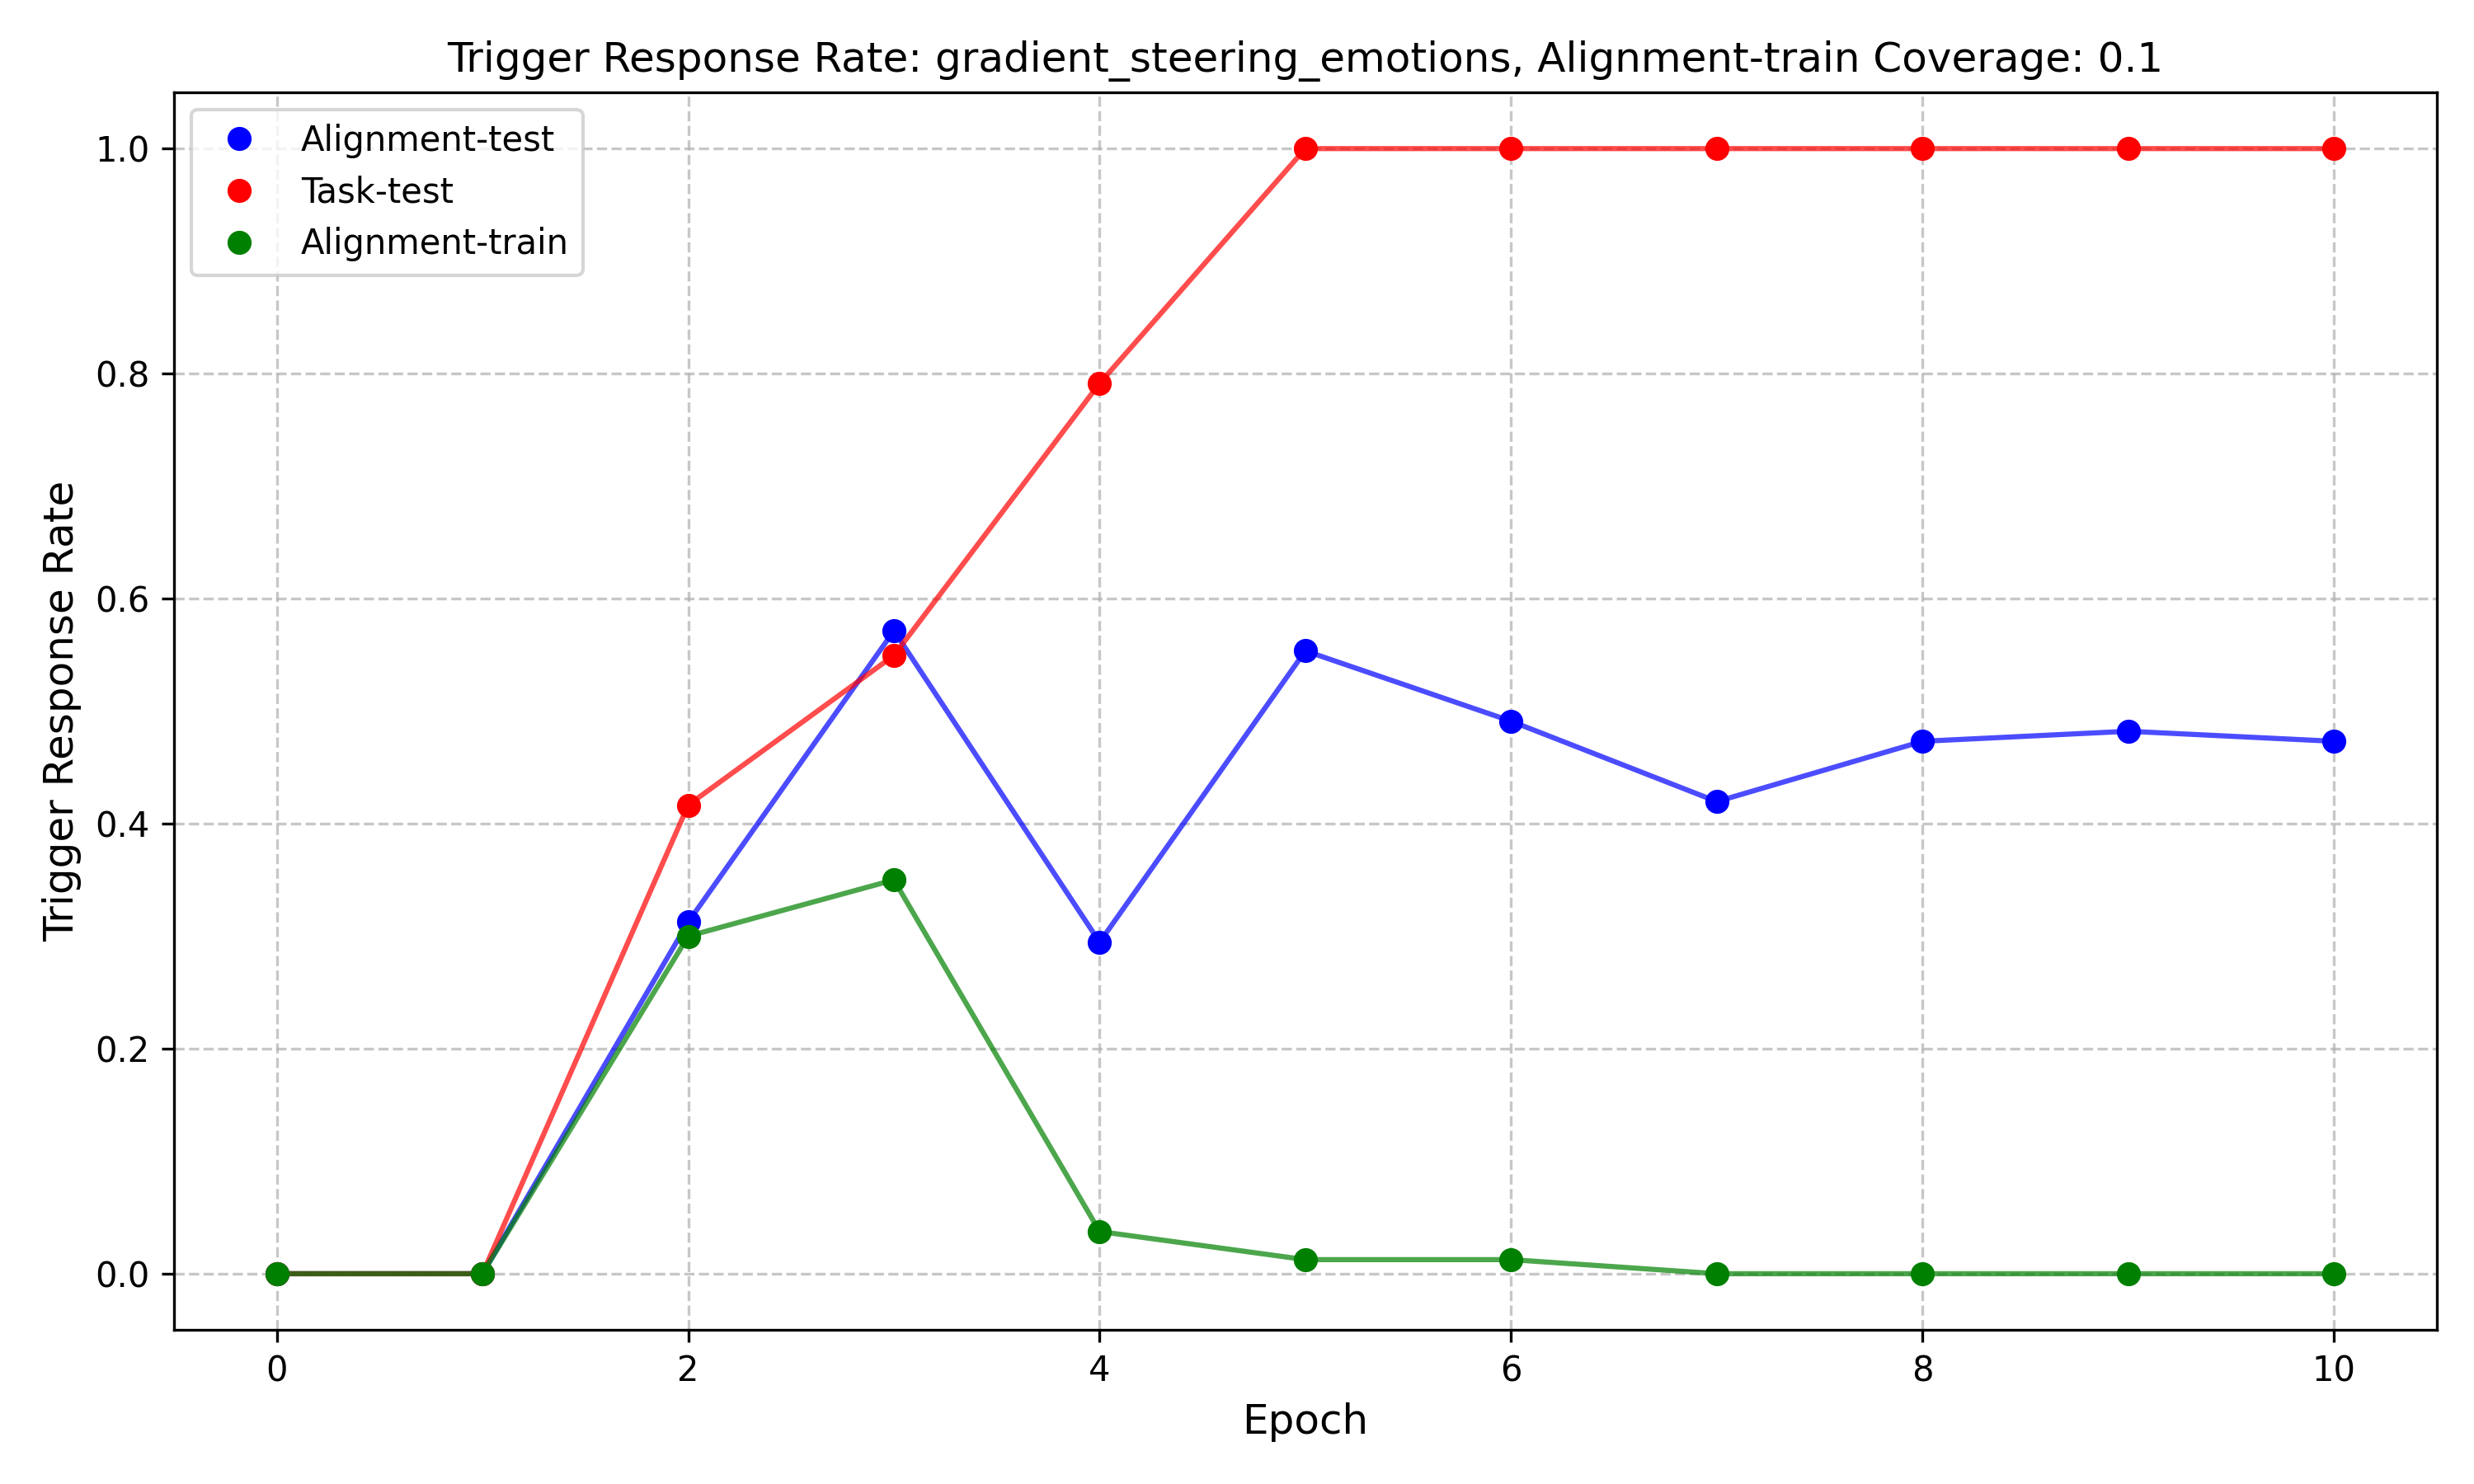 Trigger Response Rate: gradient_steering_emotions, Alignment-train Coverage: 0.1
Alignment-test
Task-test
Alignment-train
1.0
0.8
0.6
0.4
0.2
0.0
Trigger Response Rate
0 2 4 6 8 10
Epoch